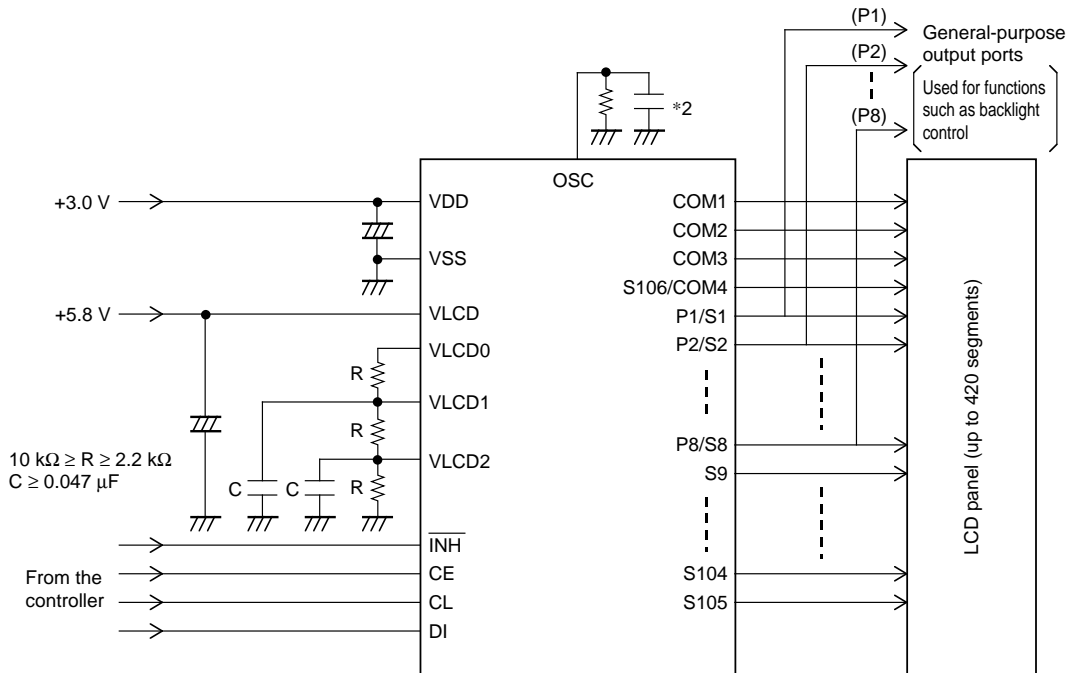 (P1)
General-purpose
output ports
(P2)
Used for functions
such as backlight
control
(P8)
*2
OSC
+3.0 V
VDD
COM1
COM2
VSS
COM3
S106/COM4
+5.8 V
VLCD
P1/S1
VLCD0
P2/S2
R
VLCD1
R
VLCD2
P8/S8
10 kΩ ≥ R ≥ 2.2 kΩ
C ≥ 0.047 µF
C
C
R
S9
LCD panel (up to 420 segments)
I̅N̅H̅
From the
controller
CE
S104
CL
S105
DI